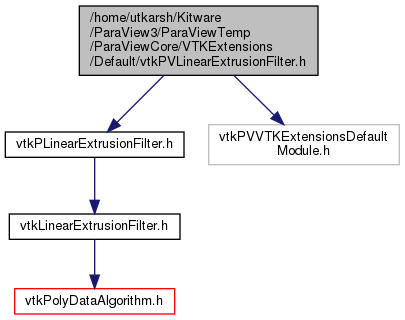 /home/utkarsh/Kitware
/ParaView3/ParaViewTemp
/ParaViewCore/VTKExtensions
/Default/vtkPVLinearExtrusionFilter.h
vtkPLinearExtrusionFilter.h
vtkPVVTKExtensionsDefault
Module.h
vtkLinearExtrusionFilter.h
vtkPolyDataAlgorithm.h